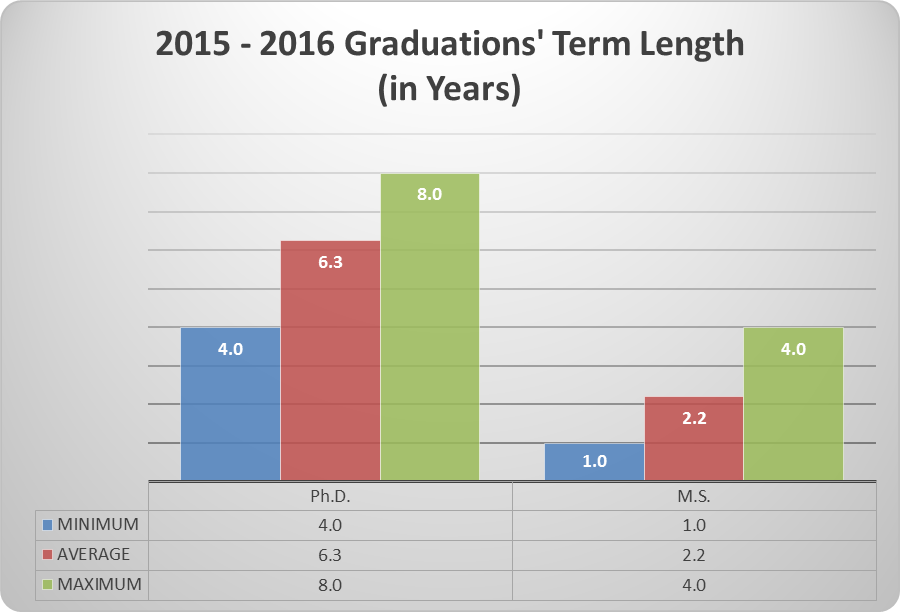 2015 - 2016 Graduations' Term Length
(in Years)
8.0
6.3
4.0
4.0
2.2
1.0
Ph.D. M.S.
MINIMUM 4.0 1.0
AVERAGE 6.3 2.2
MAXIMUM 8.0 4.0